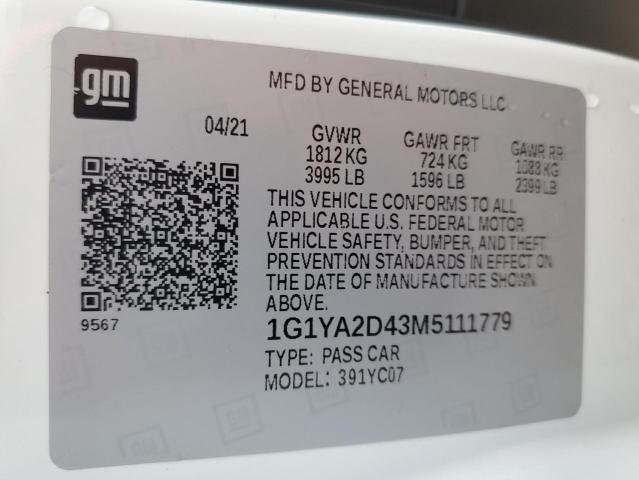 gm
MFD BY GENERAL MOTORS LLC
04/21
GVWR GAWR FRT GAWR RR
1812 KG 724 KG 1088 KG
3995 LB 1596 LB 2399 LB
THIS VEHICLE CONFORMS TO ALL
APPLICABLE U.S. FEDERAL MOTOR
VEHICLE SAFETY, BUMPER, AND THEFT
PREVENTION STANDARDS IN EFFECT ON
THE DATE OF MANUFACTURE SHOWN
ABOVE.
9567
1G1YA2D43M5111779
TYPE: PASS CAR
MODEL: 391YC07